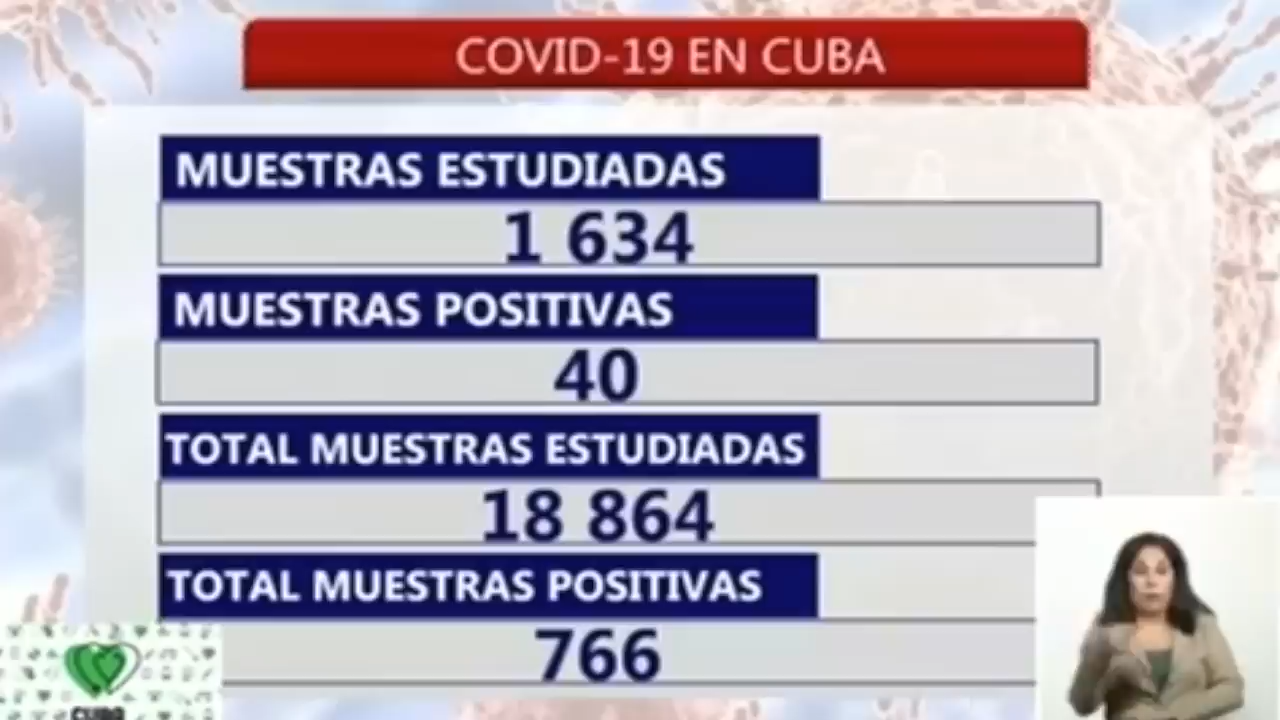 COVID-19 EN CUBA
MUESTRAS ESTUDIADAS
1 634
MUESTRAS POSITIVAS
40
TOTAL MUESTRAS ESTUDIADAS
18 864
TOTAL MUESTRAS POSITIVAS
766
CUBA